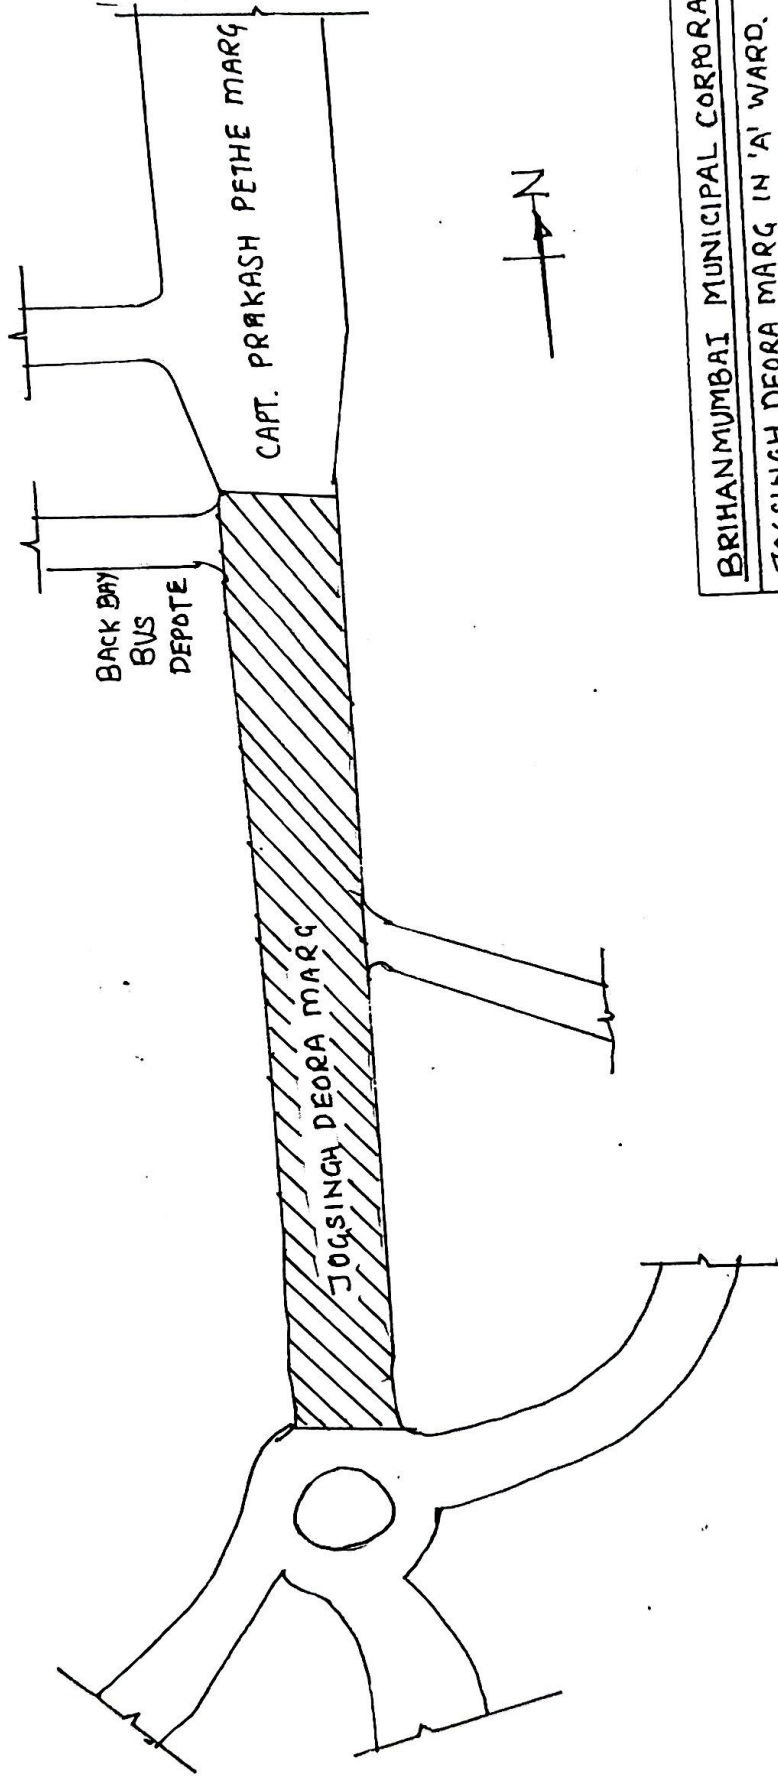 CAPT. PRAKASH PETHE MARG
BACK BAY
BUS
DEPOTE
JOGSINGH DEORA MARG
N
BRIHANMUMBAI MUNICIPAL CORPORA
JOGSINGH DEORA MARG IN 'A' WARD.